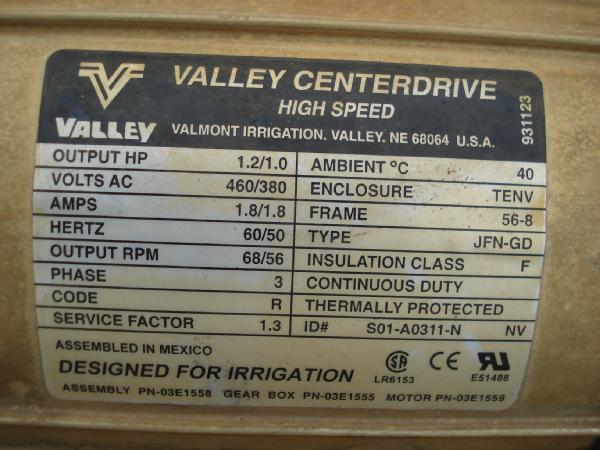 VALLEY CENTERDRIVE
HIGH SPEED
VALLEY
VALMONT IRRIGATION, VALLEY, NE 68064 U.S.A.
931123
OUTPUT HP 1.2/1.0
VOLTS AC 460/380
AMPS 1.8/1.8
HERTZ 60/50
OUTPUT RPM 68/56
PHASE 3
CODE R
SERVICE FACTOR 1.3
AMBIENT °C 40
ENCLOSURE TENV
FRAME 56-8
TYPE JFN-GD
INSULATION CLASS F
CONTINUOUS DUTY
THERMALLY PROTECTED
ID# S01-A0311-N NV
ASSEMBLED IN MEXICO
DESIGNED FOR IRRIGATION
SA CE RU
LR6153 E51488
ASSEMBLY PN-03E1558 GEAR BOX PN-03E1555 MOTOR PN-03E1559